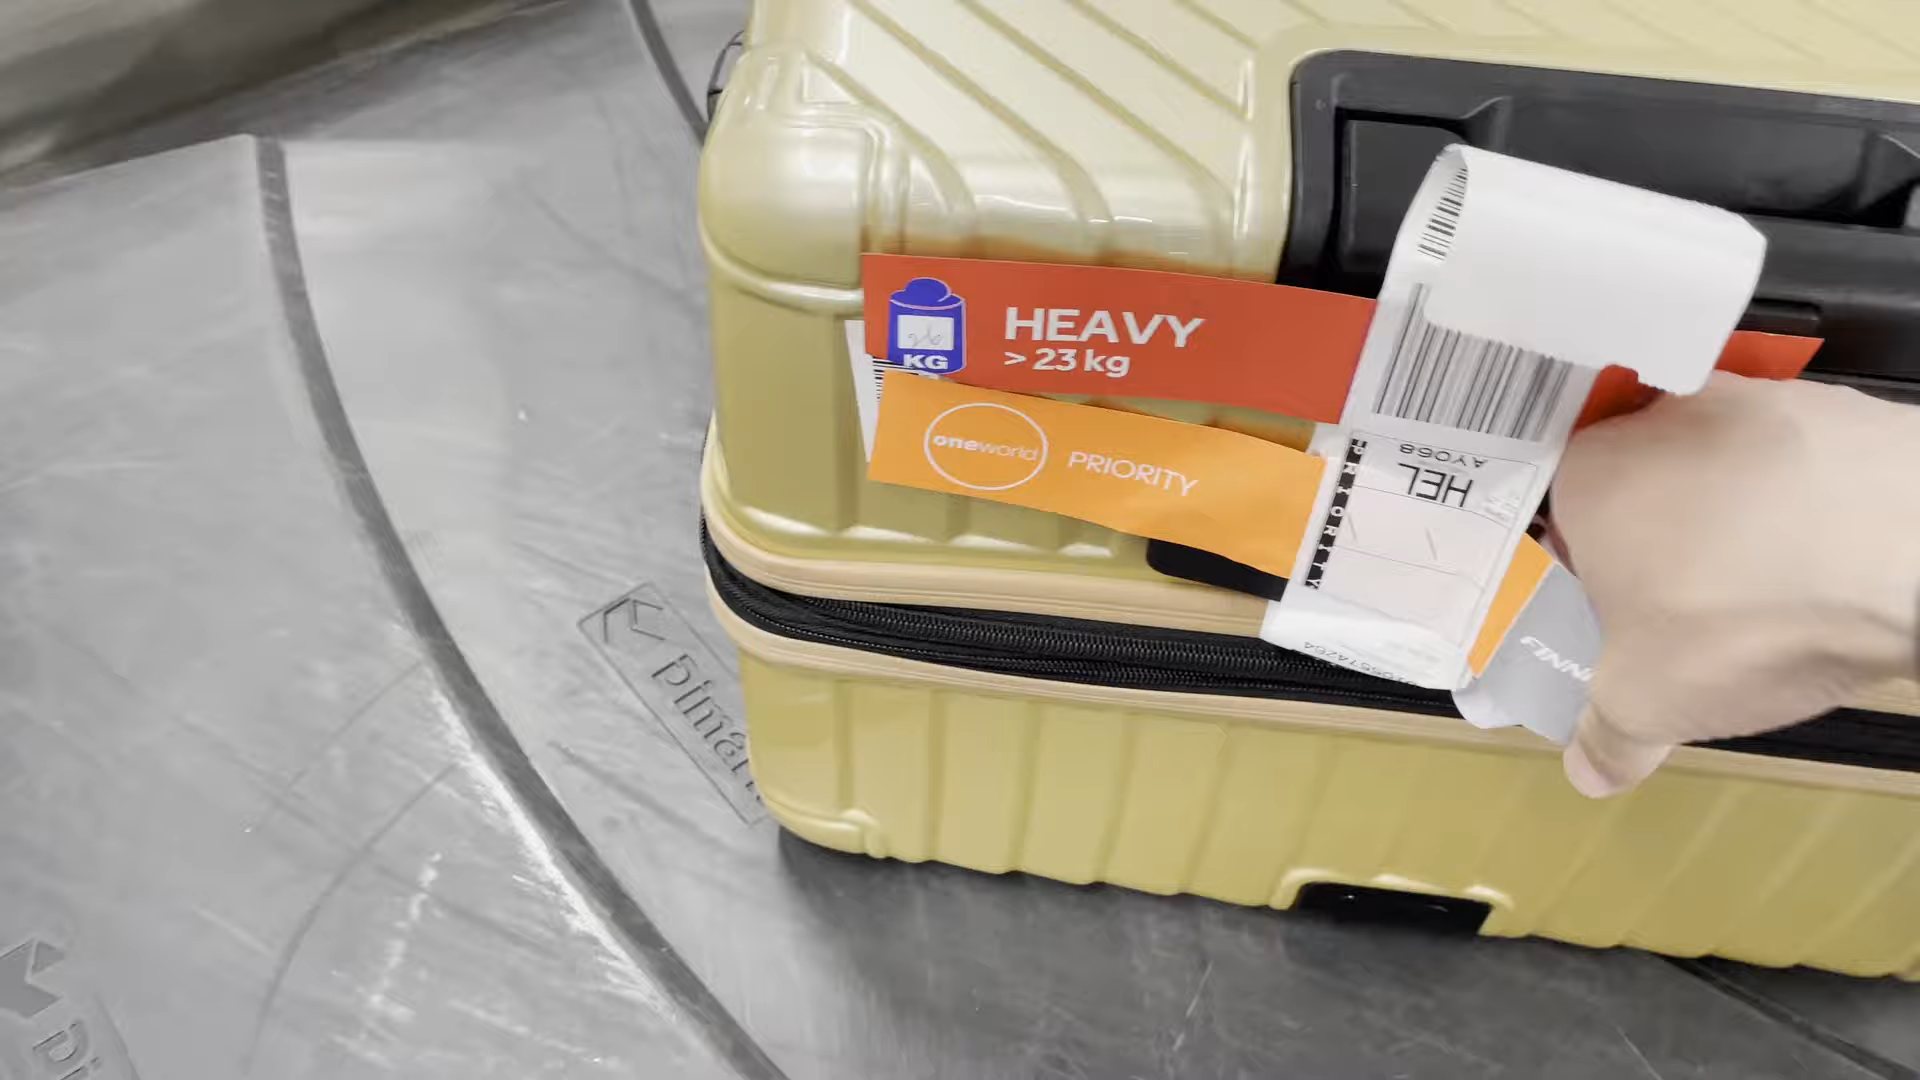 HEAVY
> 23 kg
KG
oneworld
PRIORITY
PRIORITY
AY068
HEL
FINN